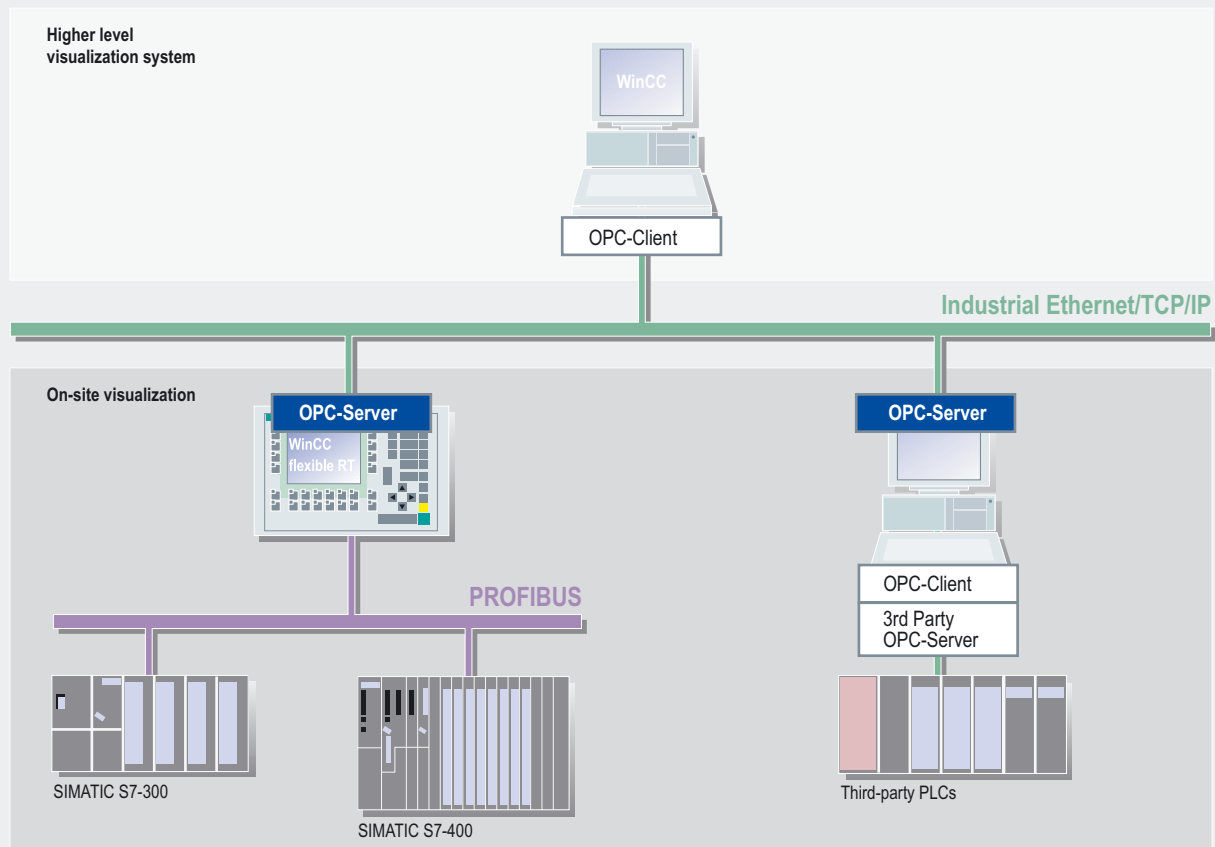 Higher level
visualization system
WinCC
OPC-Client
Industrial Ethernet/TCP/IP
On-site visualization
OPC-Server
WinCC
flexible RT
OPC-Server
OPC-Client
3rd Party
OPC-Server
PROFIBUS
SIMATIC S7-300
SIMATIC S7-400
Third-party PLCs